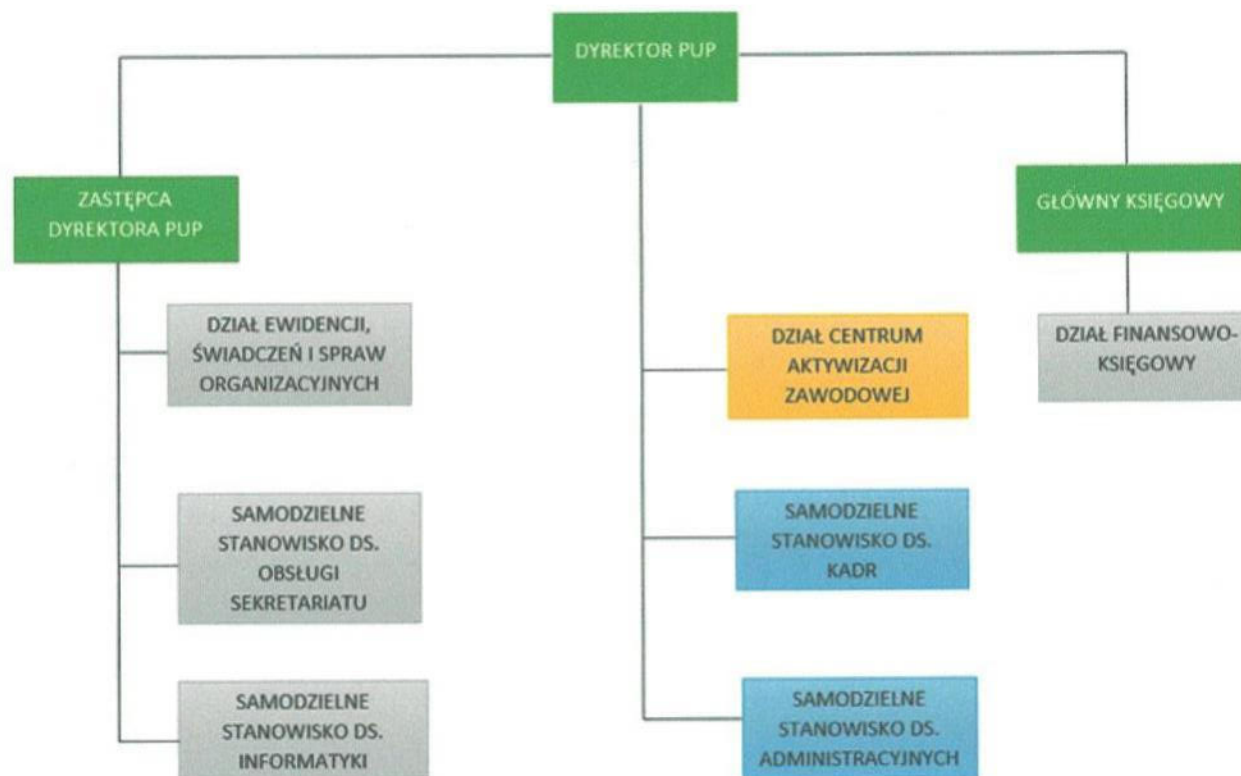 DYREKTOR PUP
ZASTĘPCA
DYREKTORA PUP
GŁÓWNY KSIĘGOWY
DZIAŁ EWIDENCJI,
ŚWIADCZEŃ I SPRAW
ORGANIZACYJNYCH
DZIAŁ CENTRUM
AKTYWIZACJI
ZAWODOWEJ
DZIAŁ FINANSOWO-
KSIĘGOWY
SAMODZIELNE
STANOWISKO DS.
OBSŁUGI
SEKRETARIATU
SAMODZIELNE
STANOWISKO DS.
KADR
SAMODZIELNE
STANOWISKO DS.
INFORMATYKI
SAMODZIELNE
STANOWISKO DS.
ADMINISTRACYJNYCH